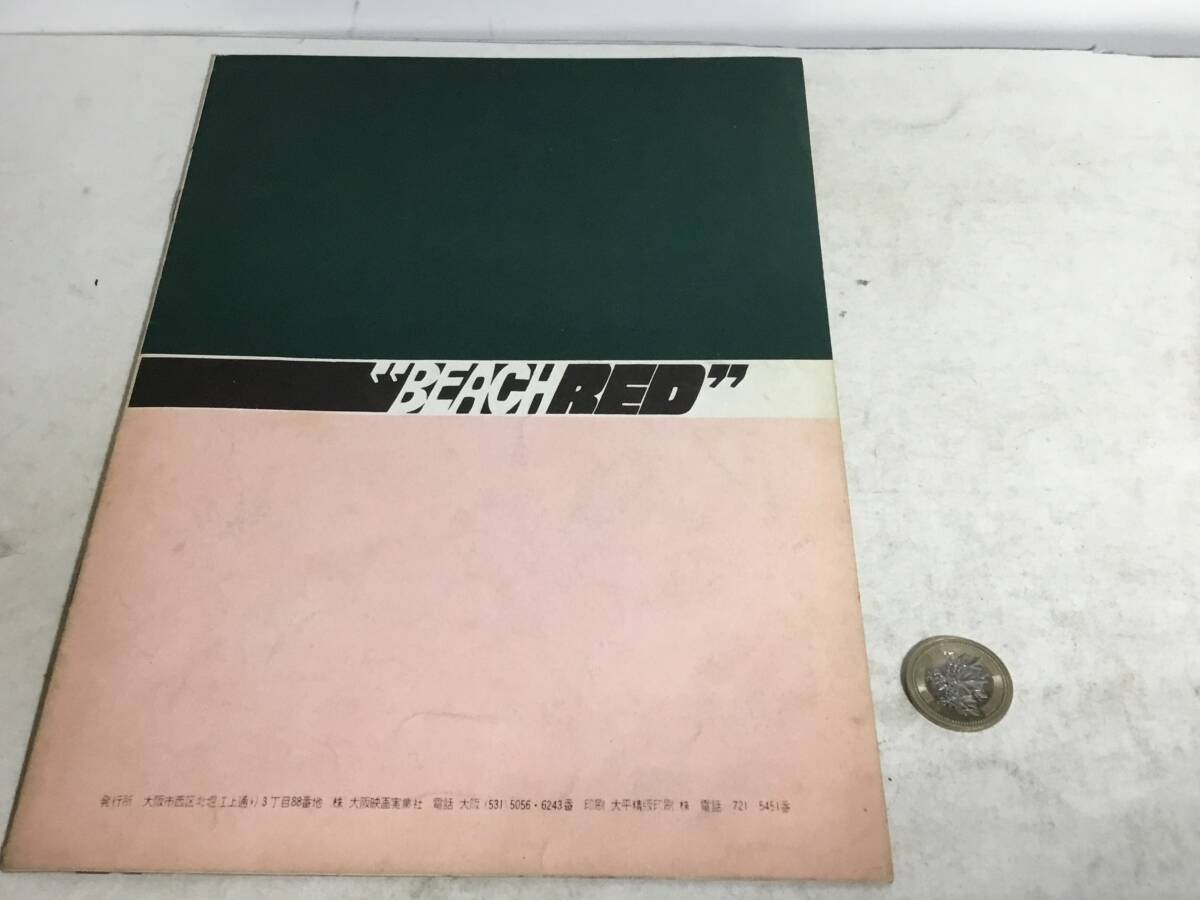 “BEACH RED”
発行所 大阪市西区北堀江上通り3丁目88番地 株 大阪映画実業社 電話 大阪(531)5056・6243番 印刷 大平精版印刷 株 電話 721 5451番